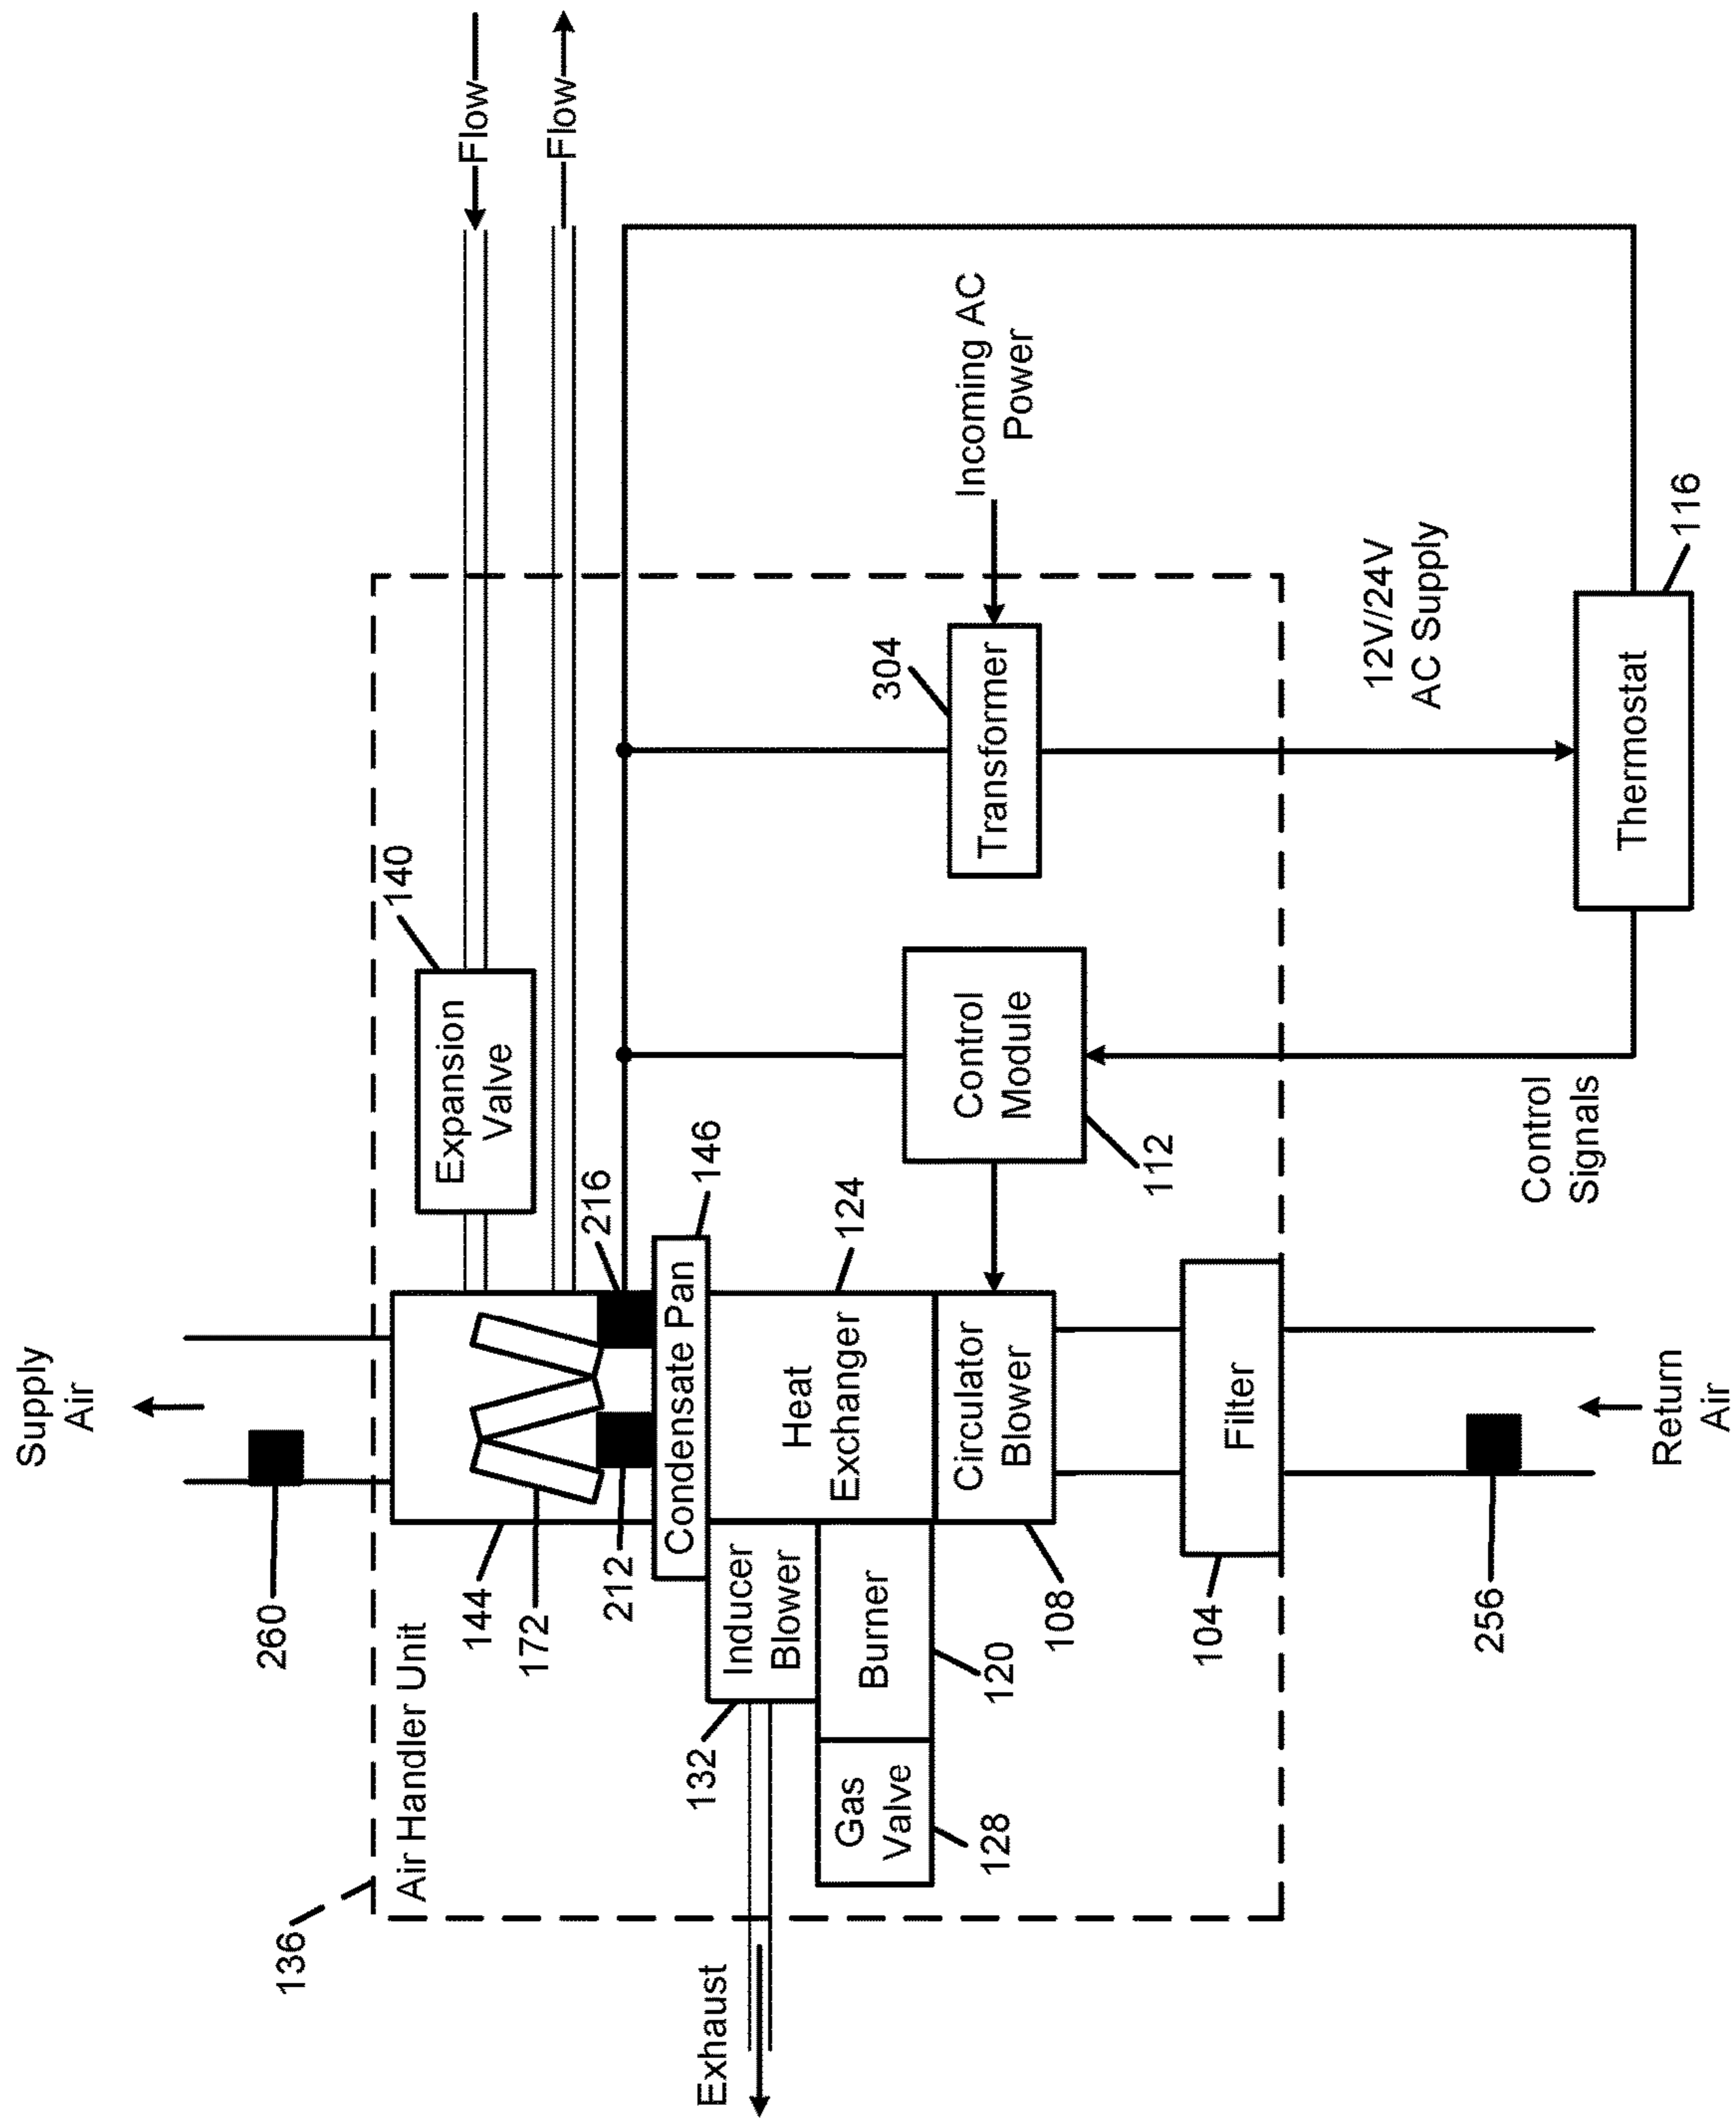 Supply
Air
260
136
Air Handler Unit
144
172
212
216
Expansion
Valve
140
Flow
Flow
Condensate Pan
146
Inducer
Blower
132
Exhaust
Heat
Exchanger
124
Burner
120
Gas
Valve
128
Circulator
Blower
108
Control
Module
112
Transformer
304
Incoming AC
Power
Filter
104
12V/24V
AC Supply
Thermostat
116
Control
Signals
256
Return
Air